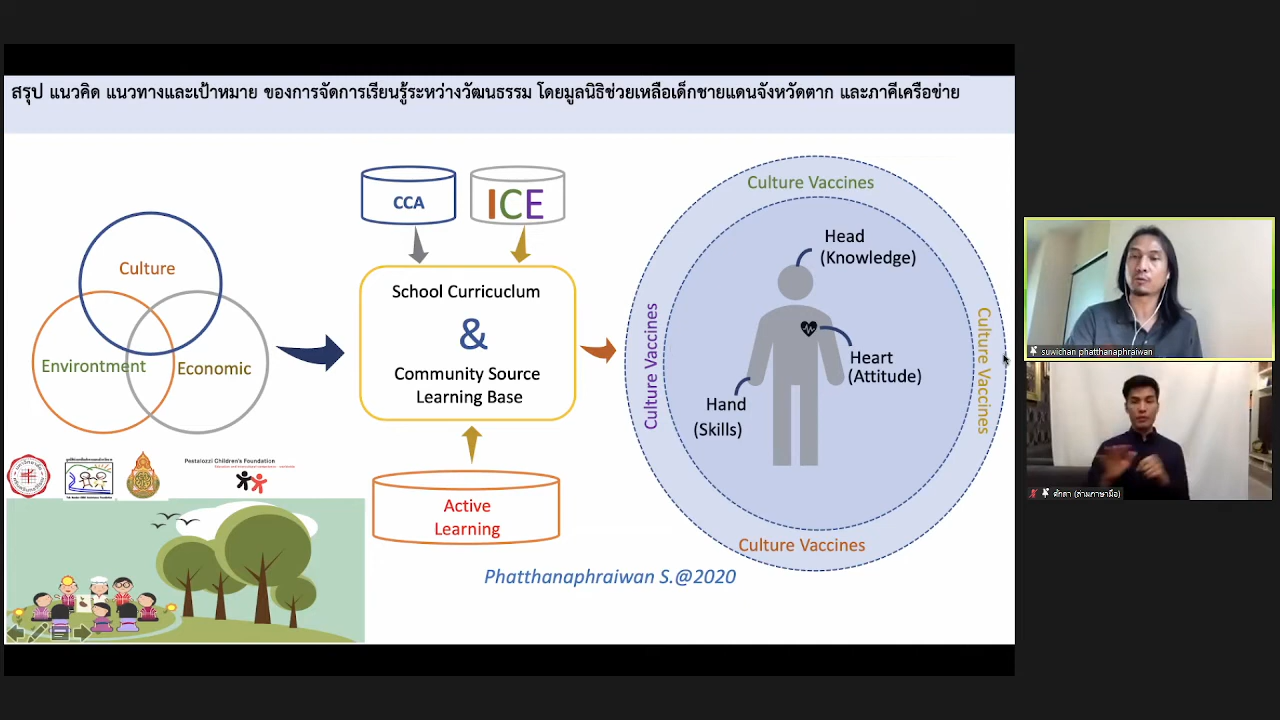 สรุป แนวคิด แนวทางและเป้าหมาย ของการจัดการเรียนรู้ระหว่างวัฒนธรรม โดยมูลนิธิช่วยเหลือเด็กชายแดนจังหวัดตาก และภาคีเครือข่าย
Culture
Environtment
Economic
CCA
ICE
School Curricuclum
&
Community Source
Learning Base
Active
Learning
Culture Vaccines
Culture Vaccines
Culture Vaccines
Culture Vaccines
Head
(Knowledge)
Heart
(Attitude)
Hand
(Skills)
Pestalozzi Children's Foundation
Phatthanaphraiwan S.@2020
suwichan phatthanaphraiwan
ศักดา (ล่ามภาษามือ)